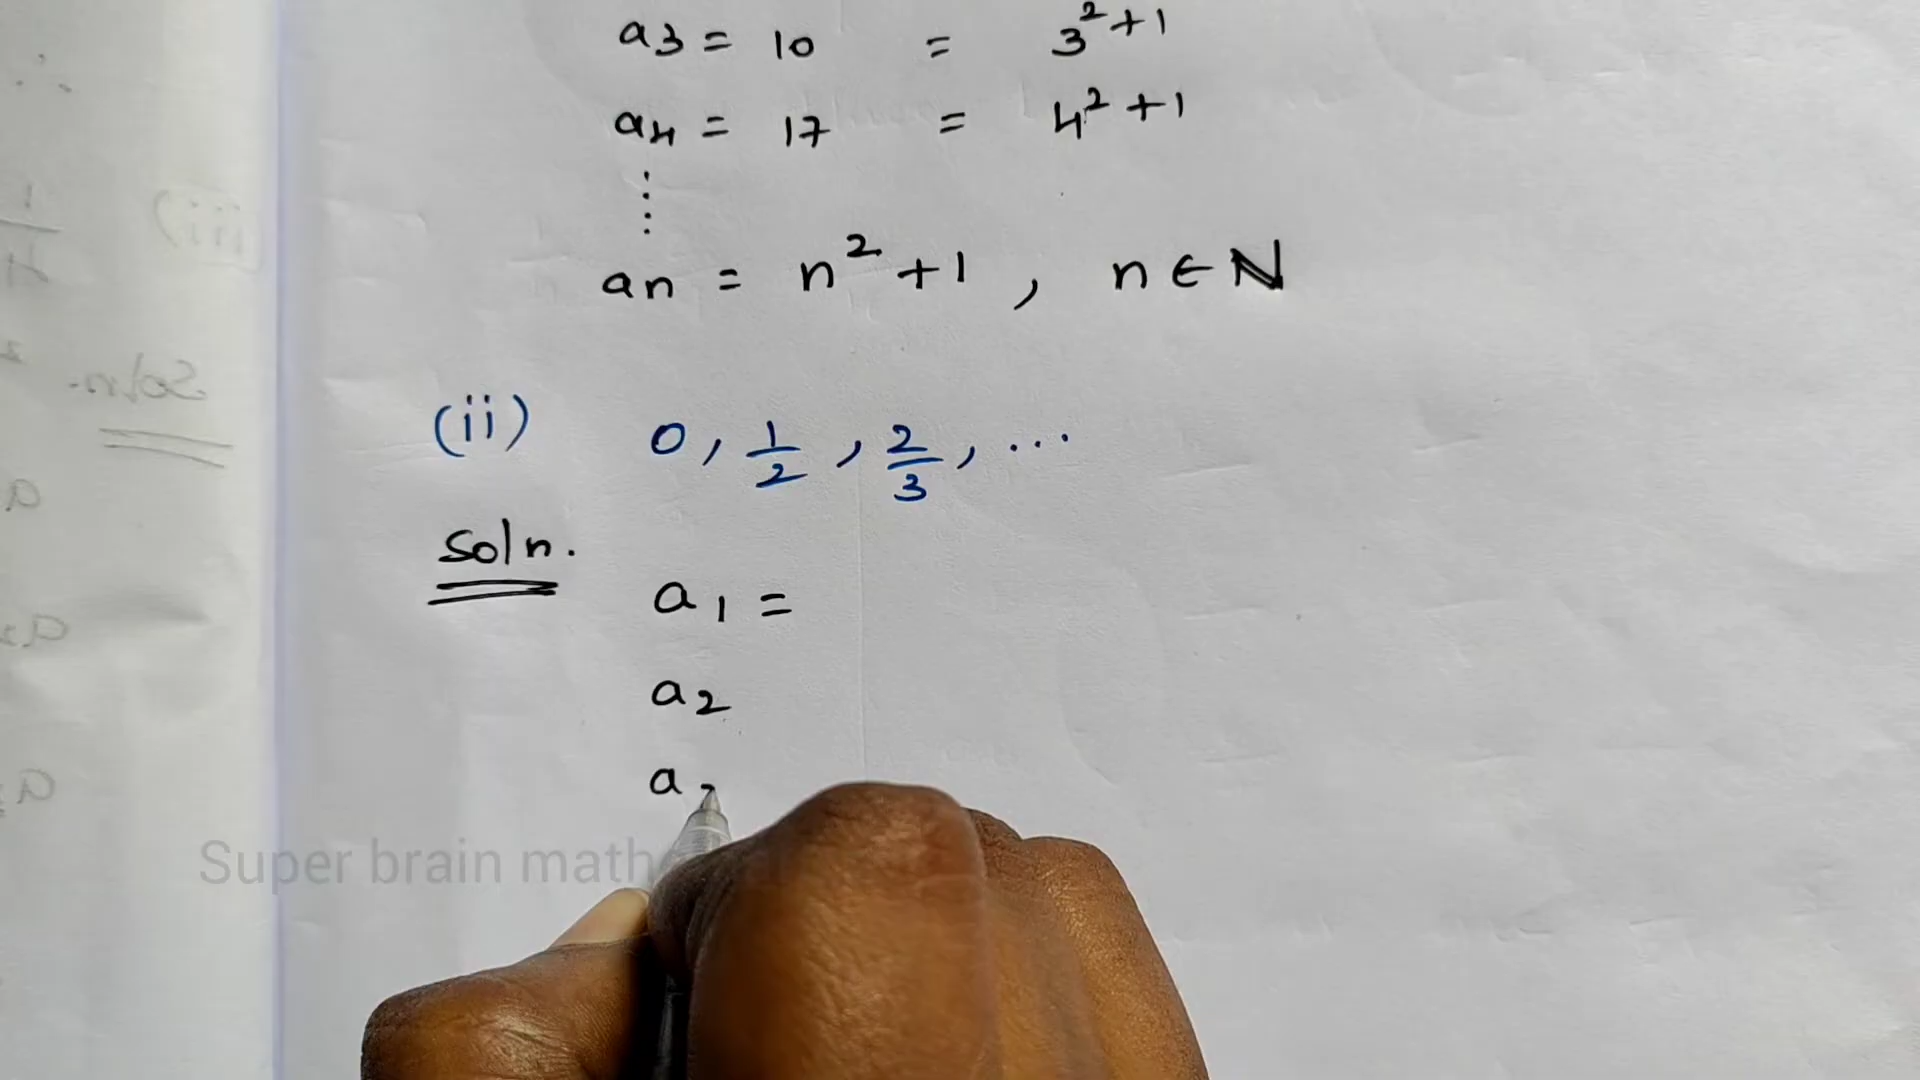 a3 = 10 = 3²+1
a4 = 17 = 4²+1
⋮
an = n²+1 , n ∈ ℕ
(ii) 0, 1/2, 2/3, ...
Soln.
a1 =
a2
a
Super brain math